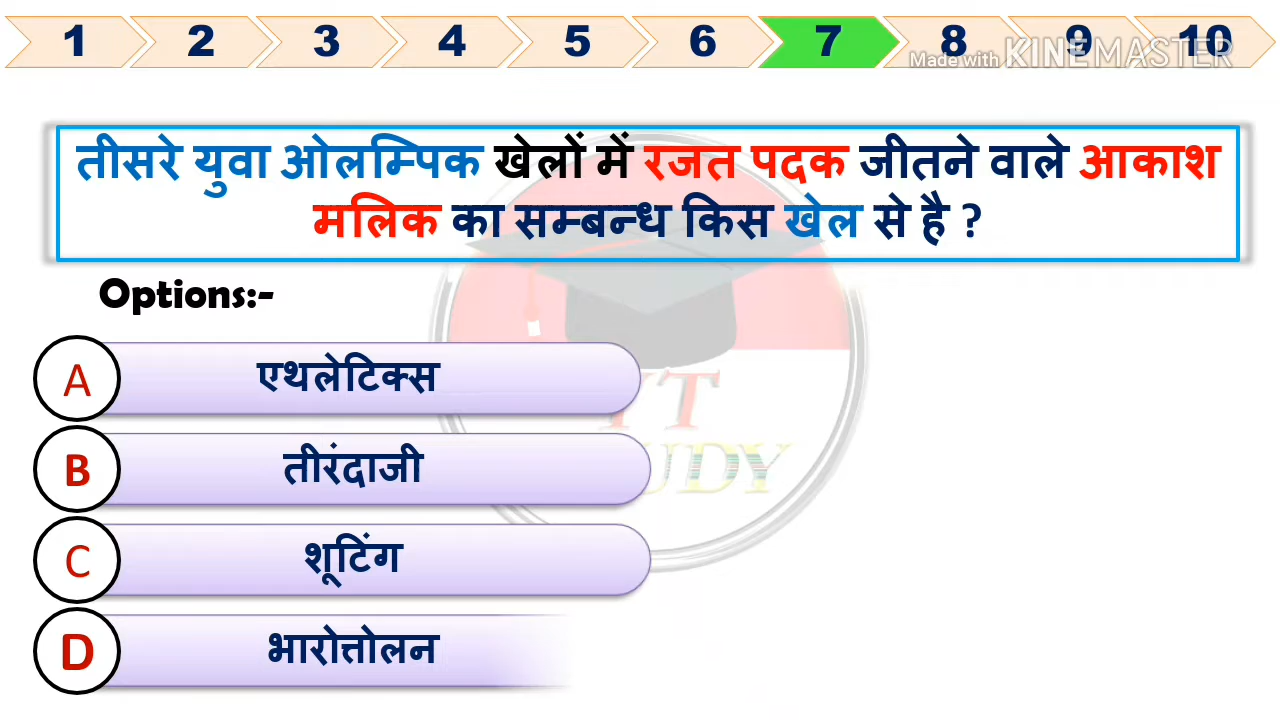 1 2 3 4 5 6 7 8 9 10
Made with KINEMASTER
तीसरे युवा ओलम्पिक खेलों में रजत पदक जीतने वाले आकाश
मलिक का सम्बन्ध किस खेल से है ?
Options:-
A एथलेटिक्स
B तीरंदाजी
C शूटिंग
D भारोत्तोलन